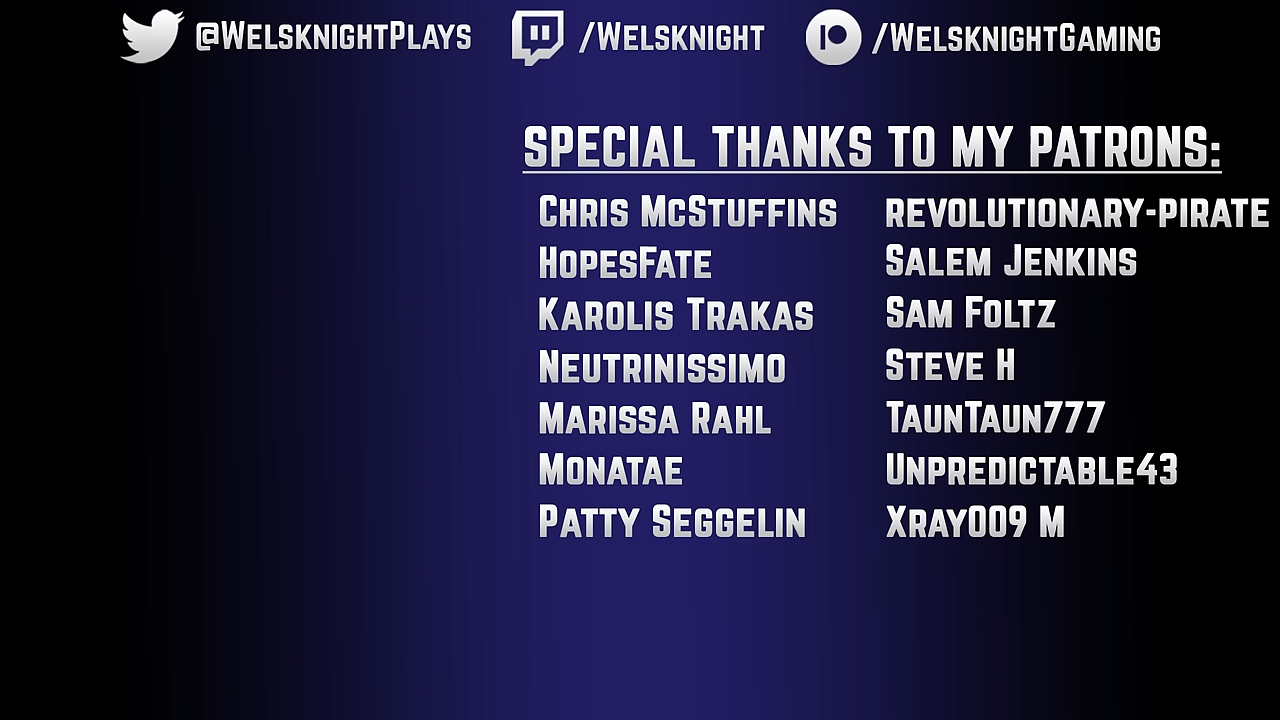 @WelsknightPlays /Welsknight /WelsknightGaming
SPECIAL THANKS TO MY PATRONS:
Chris McStuffins
HopesFate
Karolis Trakas
Neutrinissimo
Marissa Rahl
Monatae
Patty Seggelin
revolutionary-pirate
Salem Jenkins
Sam Foltz
Steve H
TaunTaun777
Unpredictable43
Xray009 M